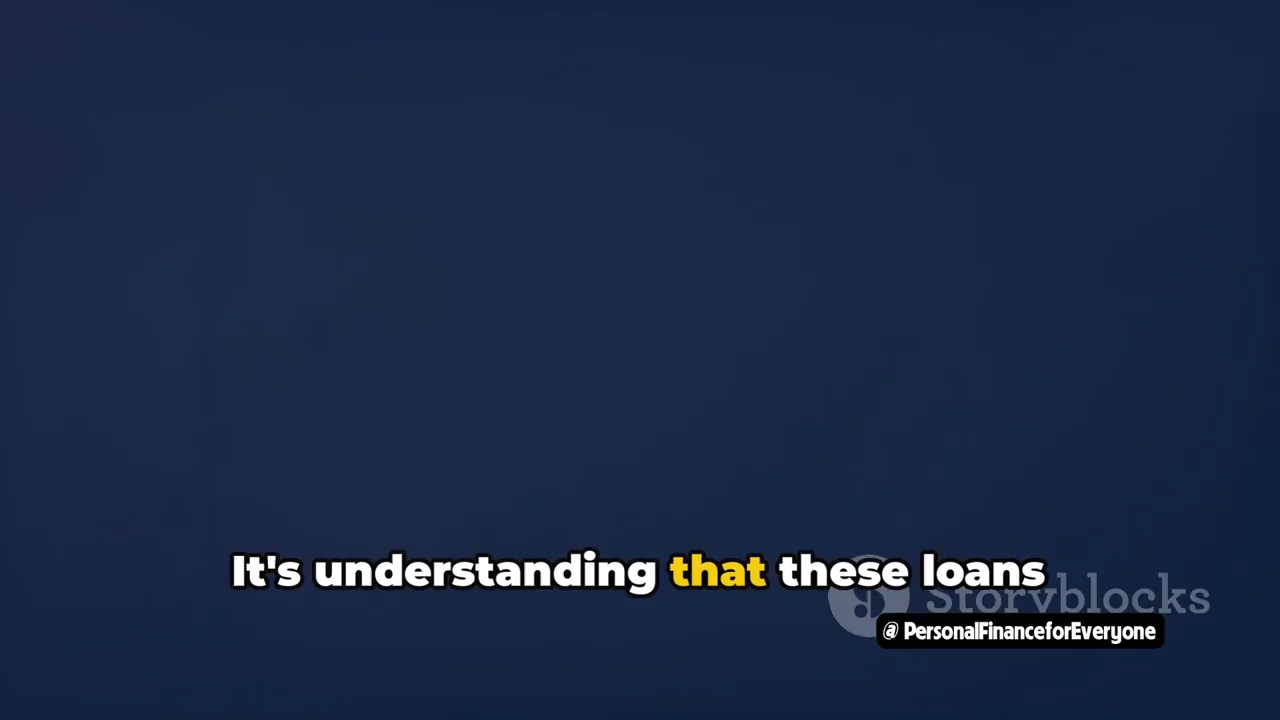 It's understanding that these loans
Storyblocks
@ PersonalFinanceforEveryone